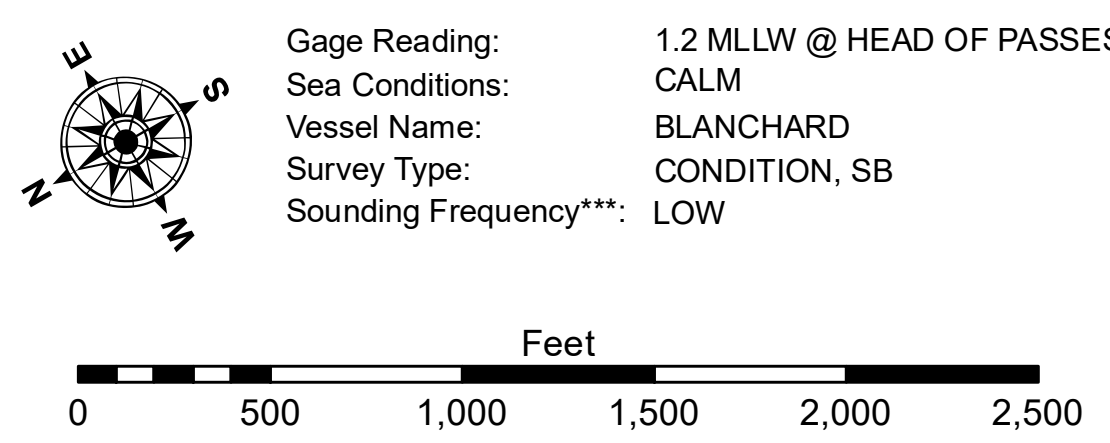 E
S
N
W
Gage Reading: 1.2 MLLW @ HEAD OF PASSES
Sea Conditions: CALM
Vessel Name: BLANCHARD
Survey Type: CONDITION, SB
Sounding Frequency***: LOW
Feet
0 500 1,000 1,500 2,000 2,500